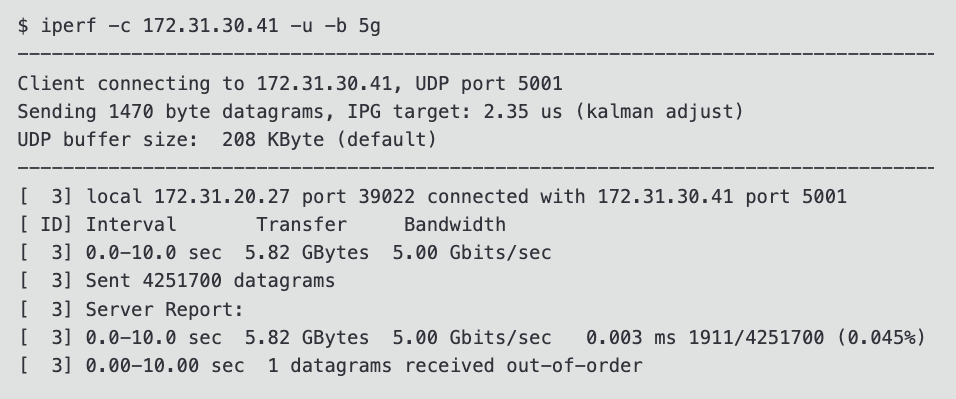 $ iperf -c 172.31.30.41 -u -b 5g
--------------------------------------------------------------------------------
Client connecting to 172.31.30.41, UDP port 5001
Sending 1470 byte datagrams, IPG target: 2.35 us (kalman adjust)
UDP buffer size:  208 KByte (default)
--------------------------------------------------------------------------------
[  3] local 172.31.20.27 port 39022 connected with 172.31.30.41 port 5001
[ ID] Interval       Transfer     Bandwidth
[  3] 0.0-10.0 sec  5.82 GBytes  5.00 Gbits/sec
[  3] Sent 4251700 datagrams
[  3] Server Report:
[  3] 0.0-10.0 sec  5.82 GBytes  5.00 Gbits/sec   0.003 ms 1911/4251700 (0.045%)
[  3] 0.00-10.00 sec  1 datagrams received out-of-order